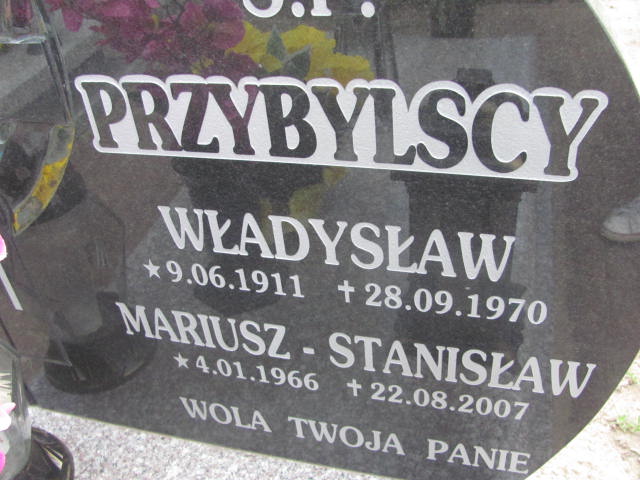 Ś.P.
PRZYBYLSCY
WŁADYSŁAW
★ 9.06.1911 ✝ 28.09.1970
MARIUSZ - STANISŁAW
★ 4.01.1966 ✝ 22.08.2007
WOLA TWOJA PANIE